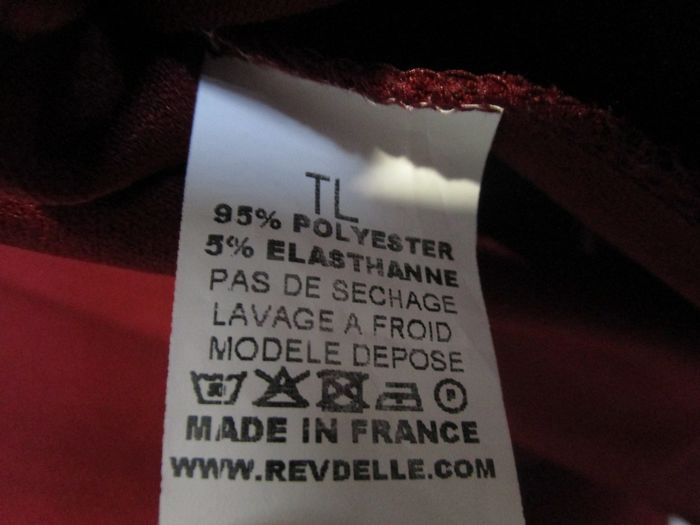 TL
95% POLYESTER
5% ELASTHANNE
PAS DE SECHAGE
LAVAGE A FROID
MODELE DEPOSE
P
MADE IN FRANCE
WWW.REVDELLE.COM